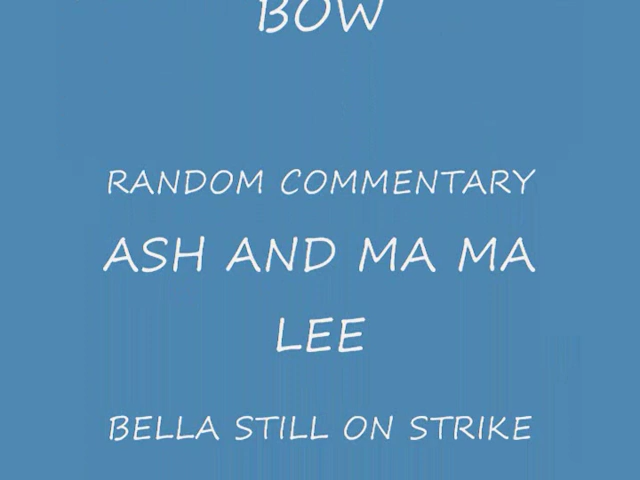 BOW
RANDOM COMMENTARY
ASH AND MA MA
LEE
BELLA STILL ON STRIKE